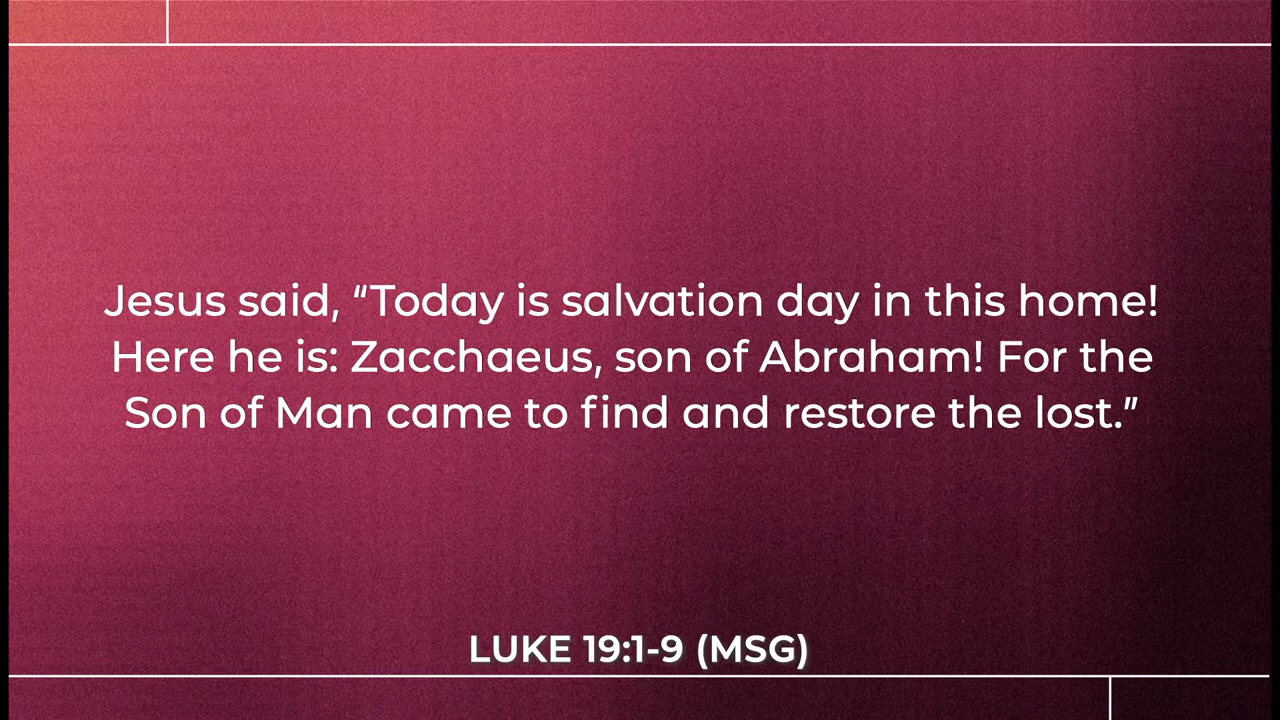 Jesus said, “Today is salvation day in this home!
Here he is: Zacchaeus, son of Abraham! For the
Son of Man came to find and restore the lost.”
LUKE 19:1-9 (MSG)